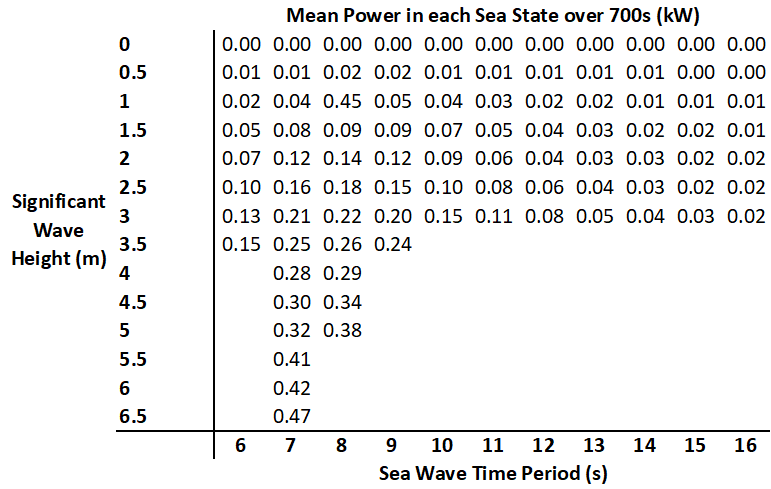 Mean Power in each Sea State over 700s (kW)
0 0.00 0.00 0.00 0.00 0.00 0.00 0.00 0.00 0.00 0.00 0.00
0.5 0.01 0.01 0.02 0.02 0.01 0.01 0.01 0.01 0.01 0.00 0.00
1 0.02 0.04 0.45 0.05 0.04 0.03 0.02 0.02 0.01 0.01 0.01
1.5 0.05 0.08 0.09 0.09 0.07 0.05 0.04 0.03 0.02 0.02 0.01
2 0.07 0.12 0.14 0.12 0.09 0.06 0.04 0.03 0.03 0.02 0.02
2.5 0.10 0.16 0.18 0.15 0.10 0.08 0.06 0.04 0.03 0.02 0.02
Significant
Wave
Height (m)
3 0.13 0.21 0.22 0.20 0.15 0.11 0.08 0.05 0.04 0.03 0.02
3.5 0.15 0.25 0.26 0.24
4 0.28 0.29
4.5 0.30 0.34
5 0.32 0.38
5.5 0.41
6 0.42
6.5 0.47
6 7 8 9 10 11 12 13 14 15 16
Sea Wave Time Period (s)